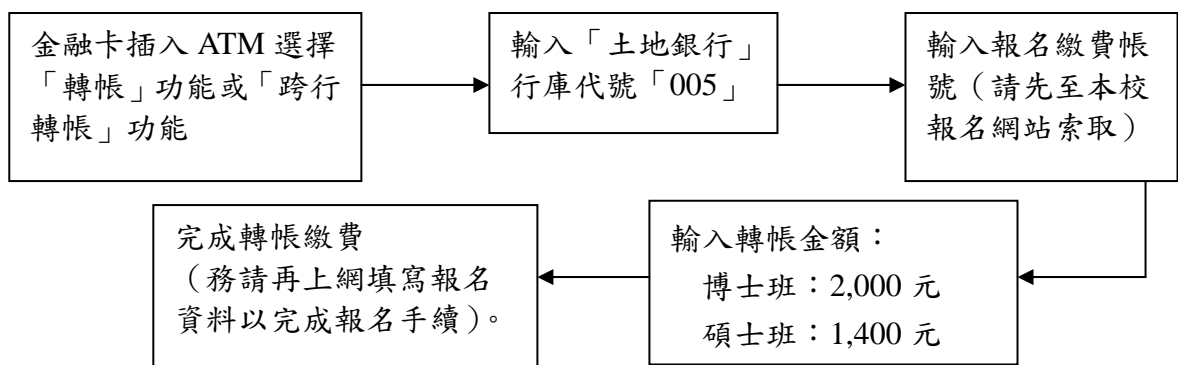 金融卡插入 ATM 選擇
「轉帳」功能或「跨行
轉帳」功能
輸入「土地銀行」
行庫代號「005」
輸入報名繳費帳
號（請先至本校
報名網站索取）
輸入轉帳金額：
博士班：2,000 元
碩士班：1,400 元
完成轉帳繳費
（務請再上網填寫報名
資料以完成報名手續）。